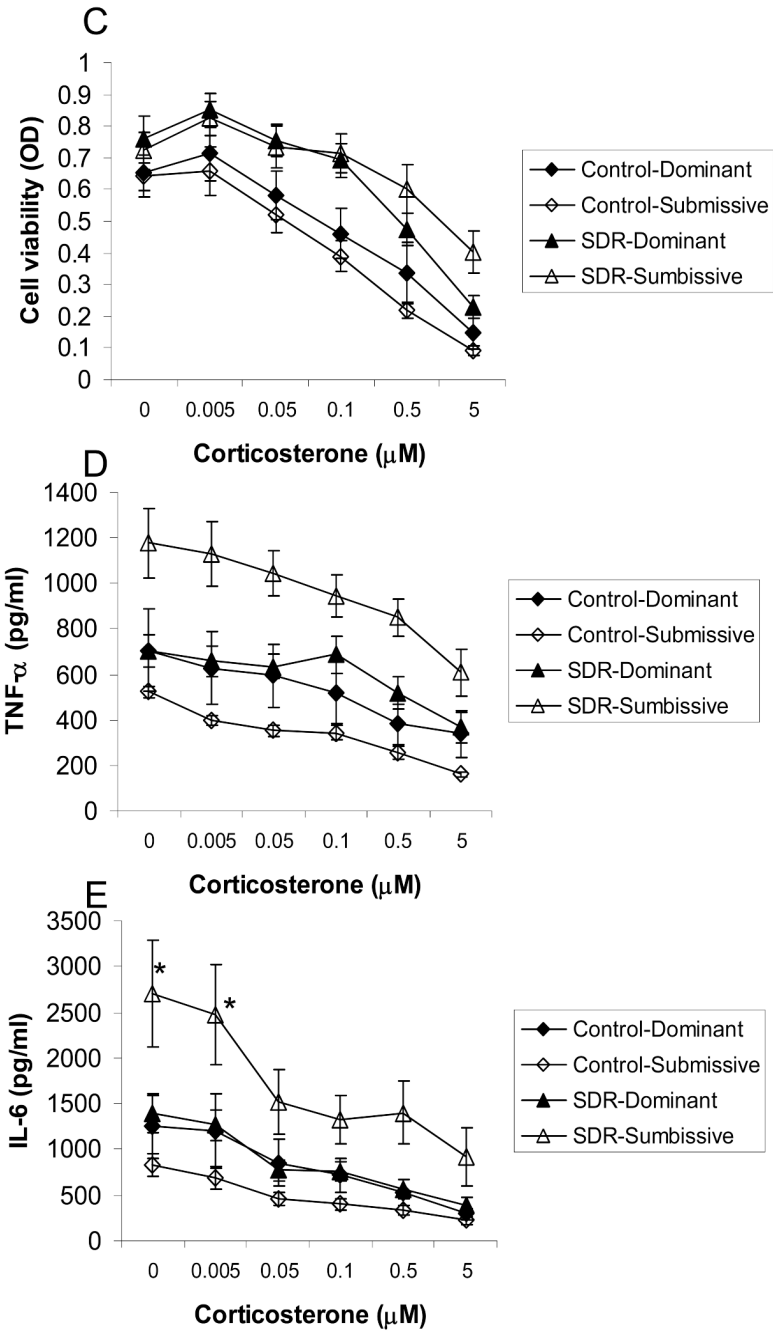 C
Cell viability (OD)
1
0.9
0.8
0.7
0.6
0.5
0.4
0.3
0.2
0.1
0
0 0.005 0.05 0.1 0.5 5
Corticosterone (μM)
Control-Dominant
Control-Submissive
SDR-Dominant
SDR-Sumbissive
D
TNF-α (pg/ml)
1400
1200
1000
800
600
400
200
0
0 0.005 0.05 0.1 0.5 5
Corticosterone (μM)
Control-Dominant
Control-Submissive
SDR-Dominant
SDR-Sumbissive
E
IL-6 (pg/ml)
3500
3000
2500
2000
1500
1000
500
0
*
*
0 0.005 0.05 0.1 0.5 5
Corticosterone (μM)
Control-Dominant
Control-Submissive
SDR-Dominant
SDR-Sumbissive